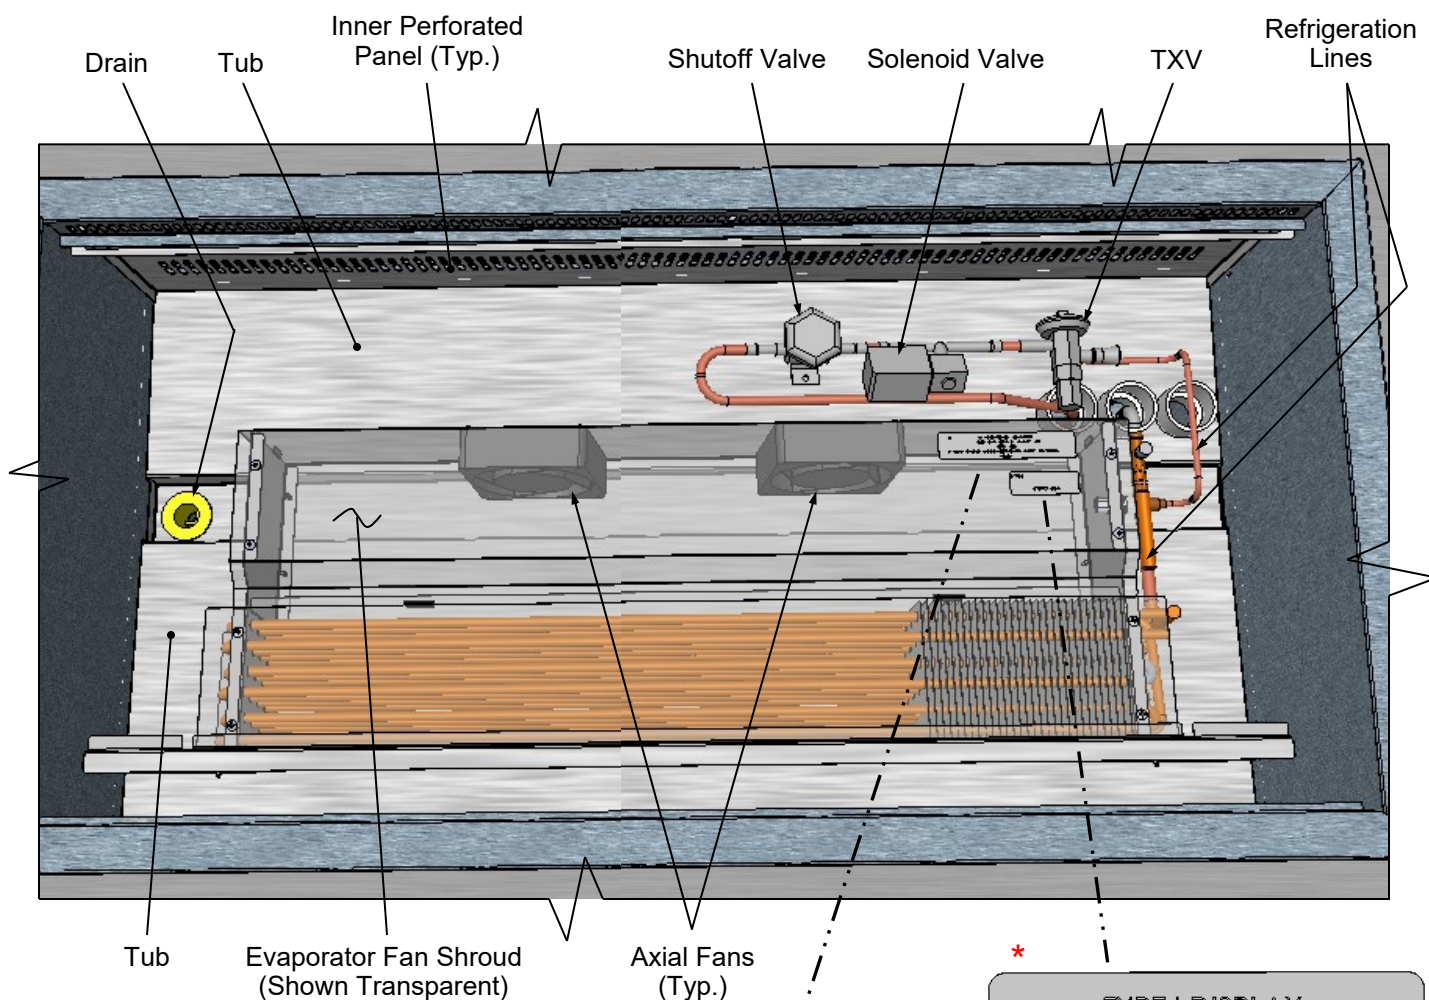 Inner Perforated
Panel (Typ.)
Refrigeration
Lines
Drain
Tub
Shutoff Valve
Solenoid Valve
TXV
Tub
Evaporator Fan Shroud
(Shown Transparent)
Axial Fans
(Typ.)
*